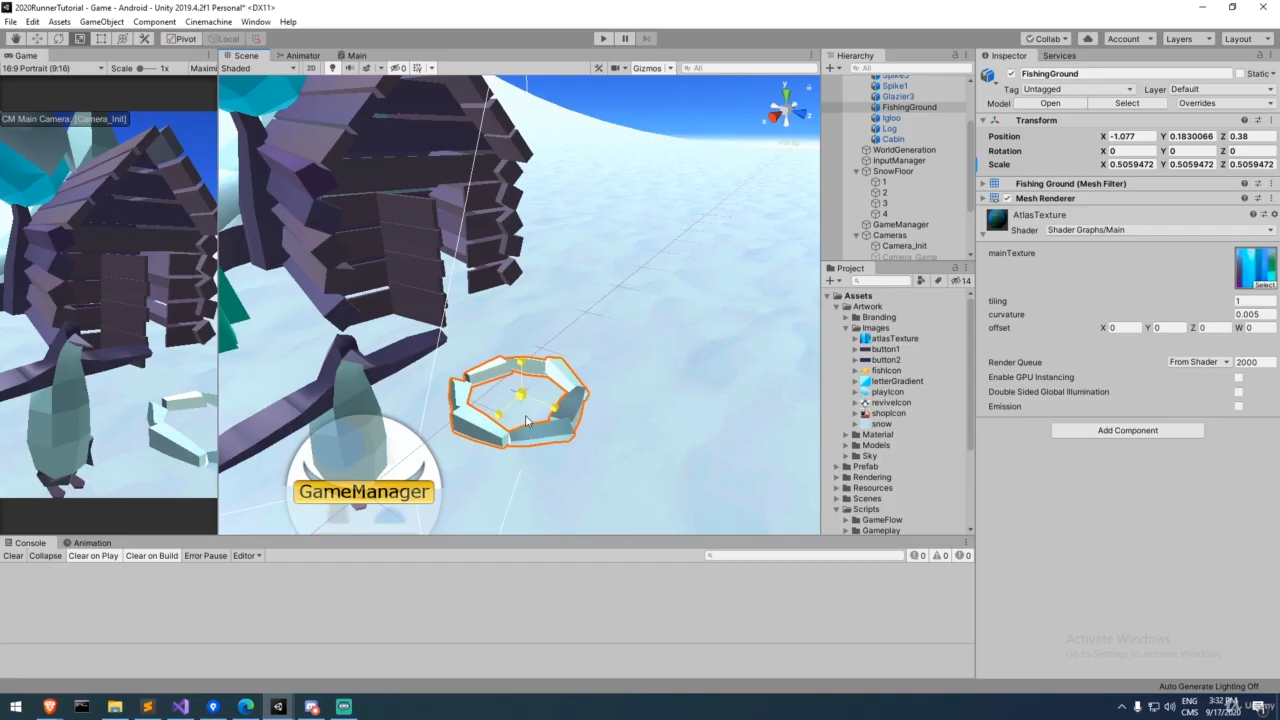 2020RunnerTutorial - Game - Android - Unity 2019.4.2f1 Personal* <DX11>
File Edit Assets GameObject Component Cinemachine Window Help
Pivot Local Collab Account Layers Layout
Game Scene Animator Main Hierarchy Inspector Services
16:9 Portrait (9:16) Scale 1x Maxim Shaded 2D 0 Gizmos All All
FishingGround Static
Tag Untagged Layer Default
Model Open Select Overrides
Transform
Position X -1.077 Y 0.1830066 Z 0.38
Rotation X 0 Y 0 Z 0
Scale X 0.5059472 Y 0.5059472 Z 0.5059472
Fishing Ground (Mesh Filter)
Mesh Renderer
AtlasTexture
Shader Shader Graphs/Main
mainTexture
Select
tiling 1
curvature 0.005
offset X 0 Y 0 Z 0 W 0
Render Queue From Shader 2000
Enable GPU Instancing
Double Sided Global Illumination
Emission
Add Component
Spike3
Spike1
Glazier3
FishingGround
Igloo
Log
Cabin
WorldGeneration
InputManager
SnowFloor
1
2
3
4
GameManager
Cameras
Camera_Init
Camera_Game
Project
14
Assets
Artwork
Branding
Images
atlasTexture
button1
button2
fishIcon
letterGradient
playIcon
reviveIcon
shopIcon
snow
Material
Models
Sky
Prefab
Rendering
Resources
Scenes
Scripts
GameFlow
Gameplay
CM Main Camera: [Camera_Init]
y
x
z
Persp
GameManager
Console Animation
Clear Collapse Clear on Play Clear on Build Error Pause Editor 0 0 0
Activate Windows
Go to Settings to activate Windows.
Auto Generate Lighting Off
ENG 3:32 PM
CMS 9/17/2020
Udemy